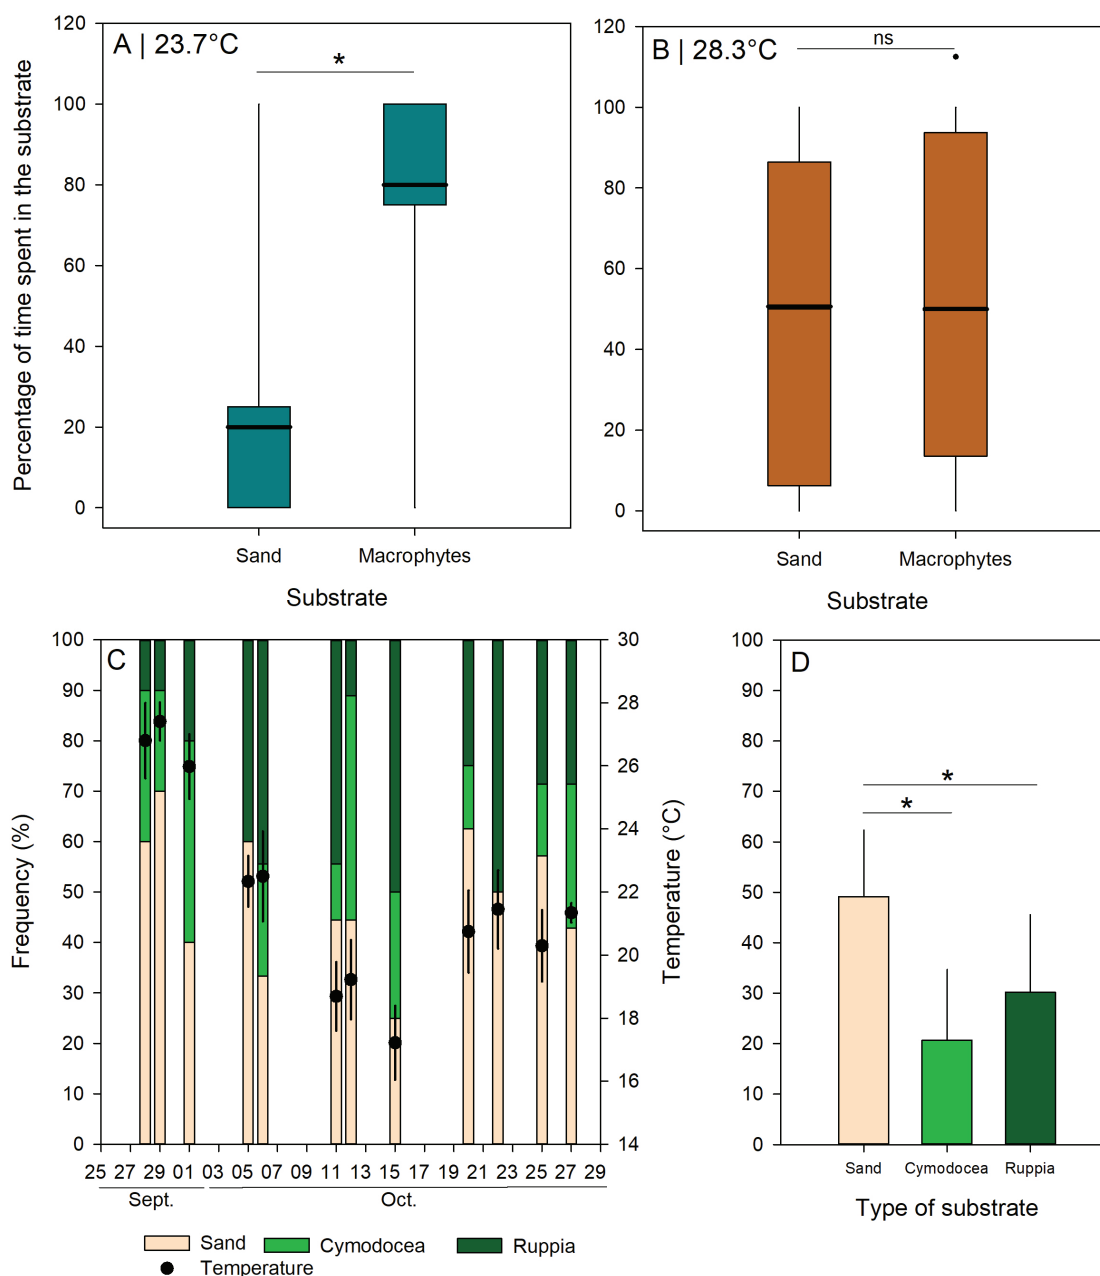 A | 23.7°C
*
120
100
80
60
40
20
0
Percentage of time spent in the substrate
Sand Macrophytes
Substrate
B | 28.3°C
ns
120
100
80
60
40
20
0
Sand Macrophytes
Substrate
C
100
90
80
70
60
50
40
30
20
10
0
Frequency (%)
30
28
26
24
22
20
18
16
14
Temperature (°C)
25 27 29 01 03 05 07 09 11 13 15 17 19 21 23 25 27 29
Sept. Oct.
Sand Cymodocea Ruppia
Temperature
D
*
*
100
90
80
70
60
50
40
30
20
10
0
Sand Cymodocea Ruppia
Type of substrate